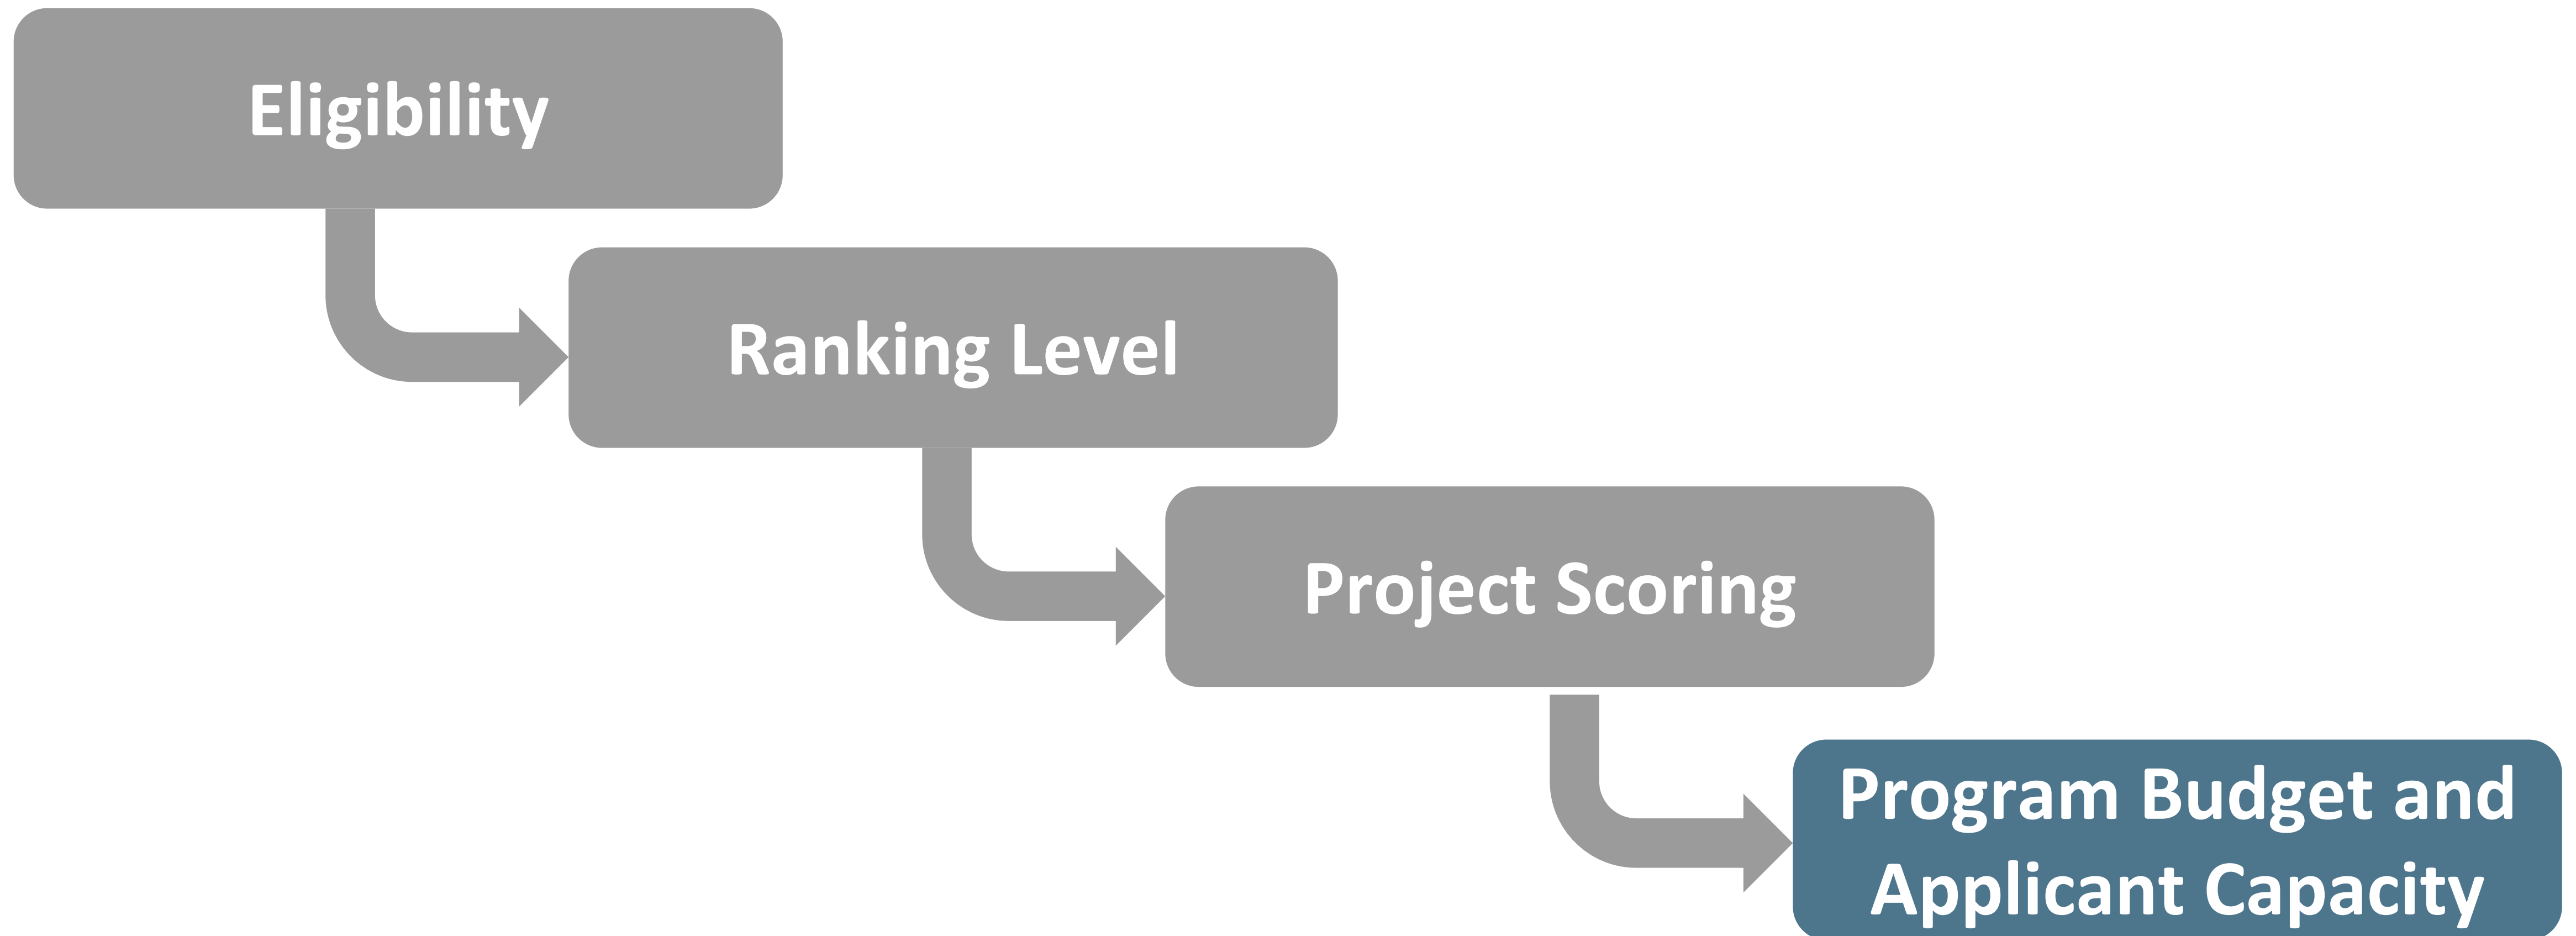 Eligibility
Ranking Level
Project Scoring
Program Budget and
Applicant Capacity